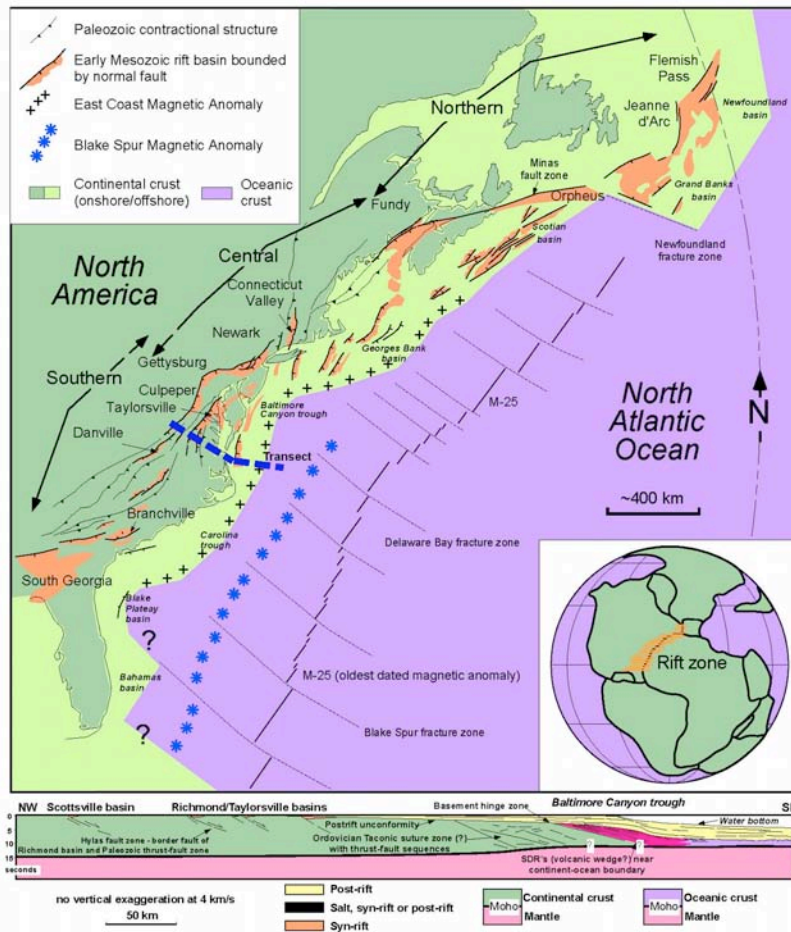 Paleozoic contractional structure
Early Mesozoic rift basin bounded
by normal fault
East Coast Magnetic Anomaly
Blake Spur Magnetic Anomaly
Continental crust
(onshore/offshore)
Oceanic
crust
Flemish
Pass
Jeanne
d'Arc
Newfoundland
basin
Northern
Minas
fault zone
Orpheus
Grand Banks
basin
Fundy
Scotian
basin
Newfoundland
fracture zone
Central
North
America
Connecticut
Valley
Newark
Georges Bank
basin
Gettysburg
Southern
Culpeper
Taylorsville
Baltimore
Canyon trough
M-25
North
Atlantic
Ocean
N
Danville
Transect
~400 km
Branchville
Carolina
trough
Delaware Bay fracture zone
South Georgia
Blake
Plateay
basin
?
Rift zone
M-25 (oldest dated magnetic anomaly)
Bahamas
basin
?
Blake Spur fracture zone
NW
Scottsville basin
Richmond/Taylorsville basins
Basement hinge zone
Baltimore Canyon trough
SE
0
5
10
15
seconds
Postrift unconformity
Water bottom
Hylas fault zone - border fault of
Richmond basin and Paleozoic thrust-fault zone
Ordovician Taconic suture zone (?)
with thrust-fault sequences
?
?
SDR's (volcanic wedge?) near
continent-ocean boundary
no vertical exaggeration at 4 km/s
50 km
Post-rift
Salt, syn-rift or post-rift
Syn-rift
Continental crust
Moho
Mantle
Oceanic crust
Moho
Mantle